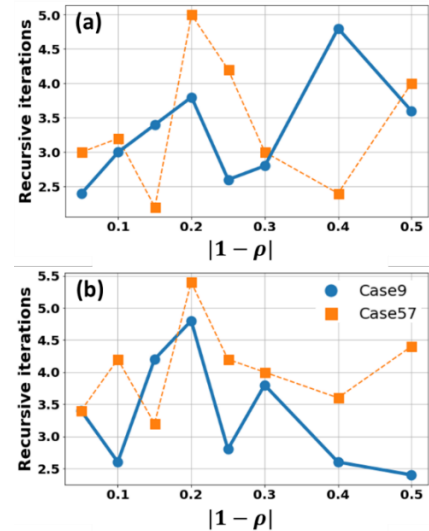 (a)
Recursive iterations
5.0
4.5
4.0
3.5
3.0
2.5
0.1 0.2 0.3 0.4 0.5
|1 − ρ|
(b)
Case9
Case57
Recursive iterations
5.5
5.0
4.5
4.0
3.5
3.0
2.5
0.1 0.2 0.3 0.4 0.5
|1 − ρ|